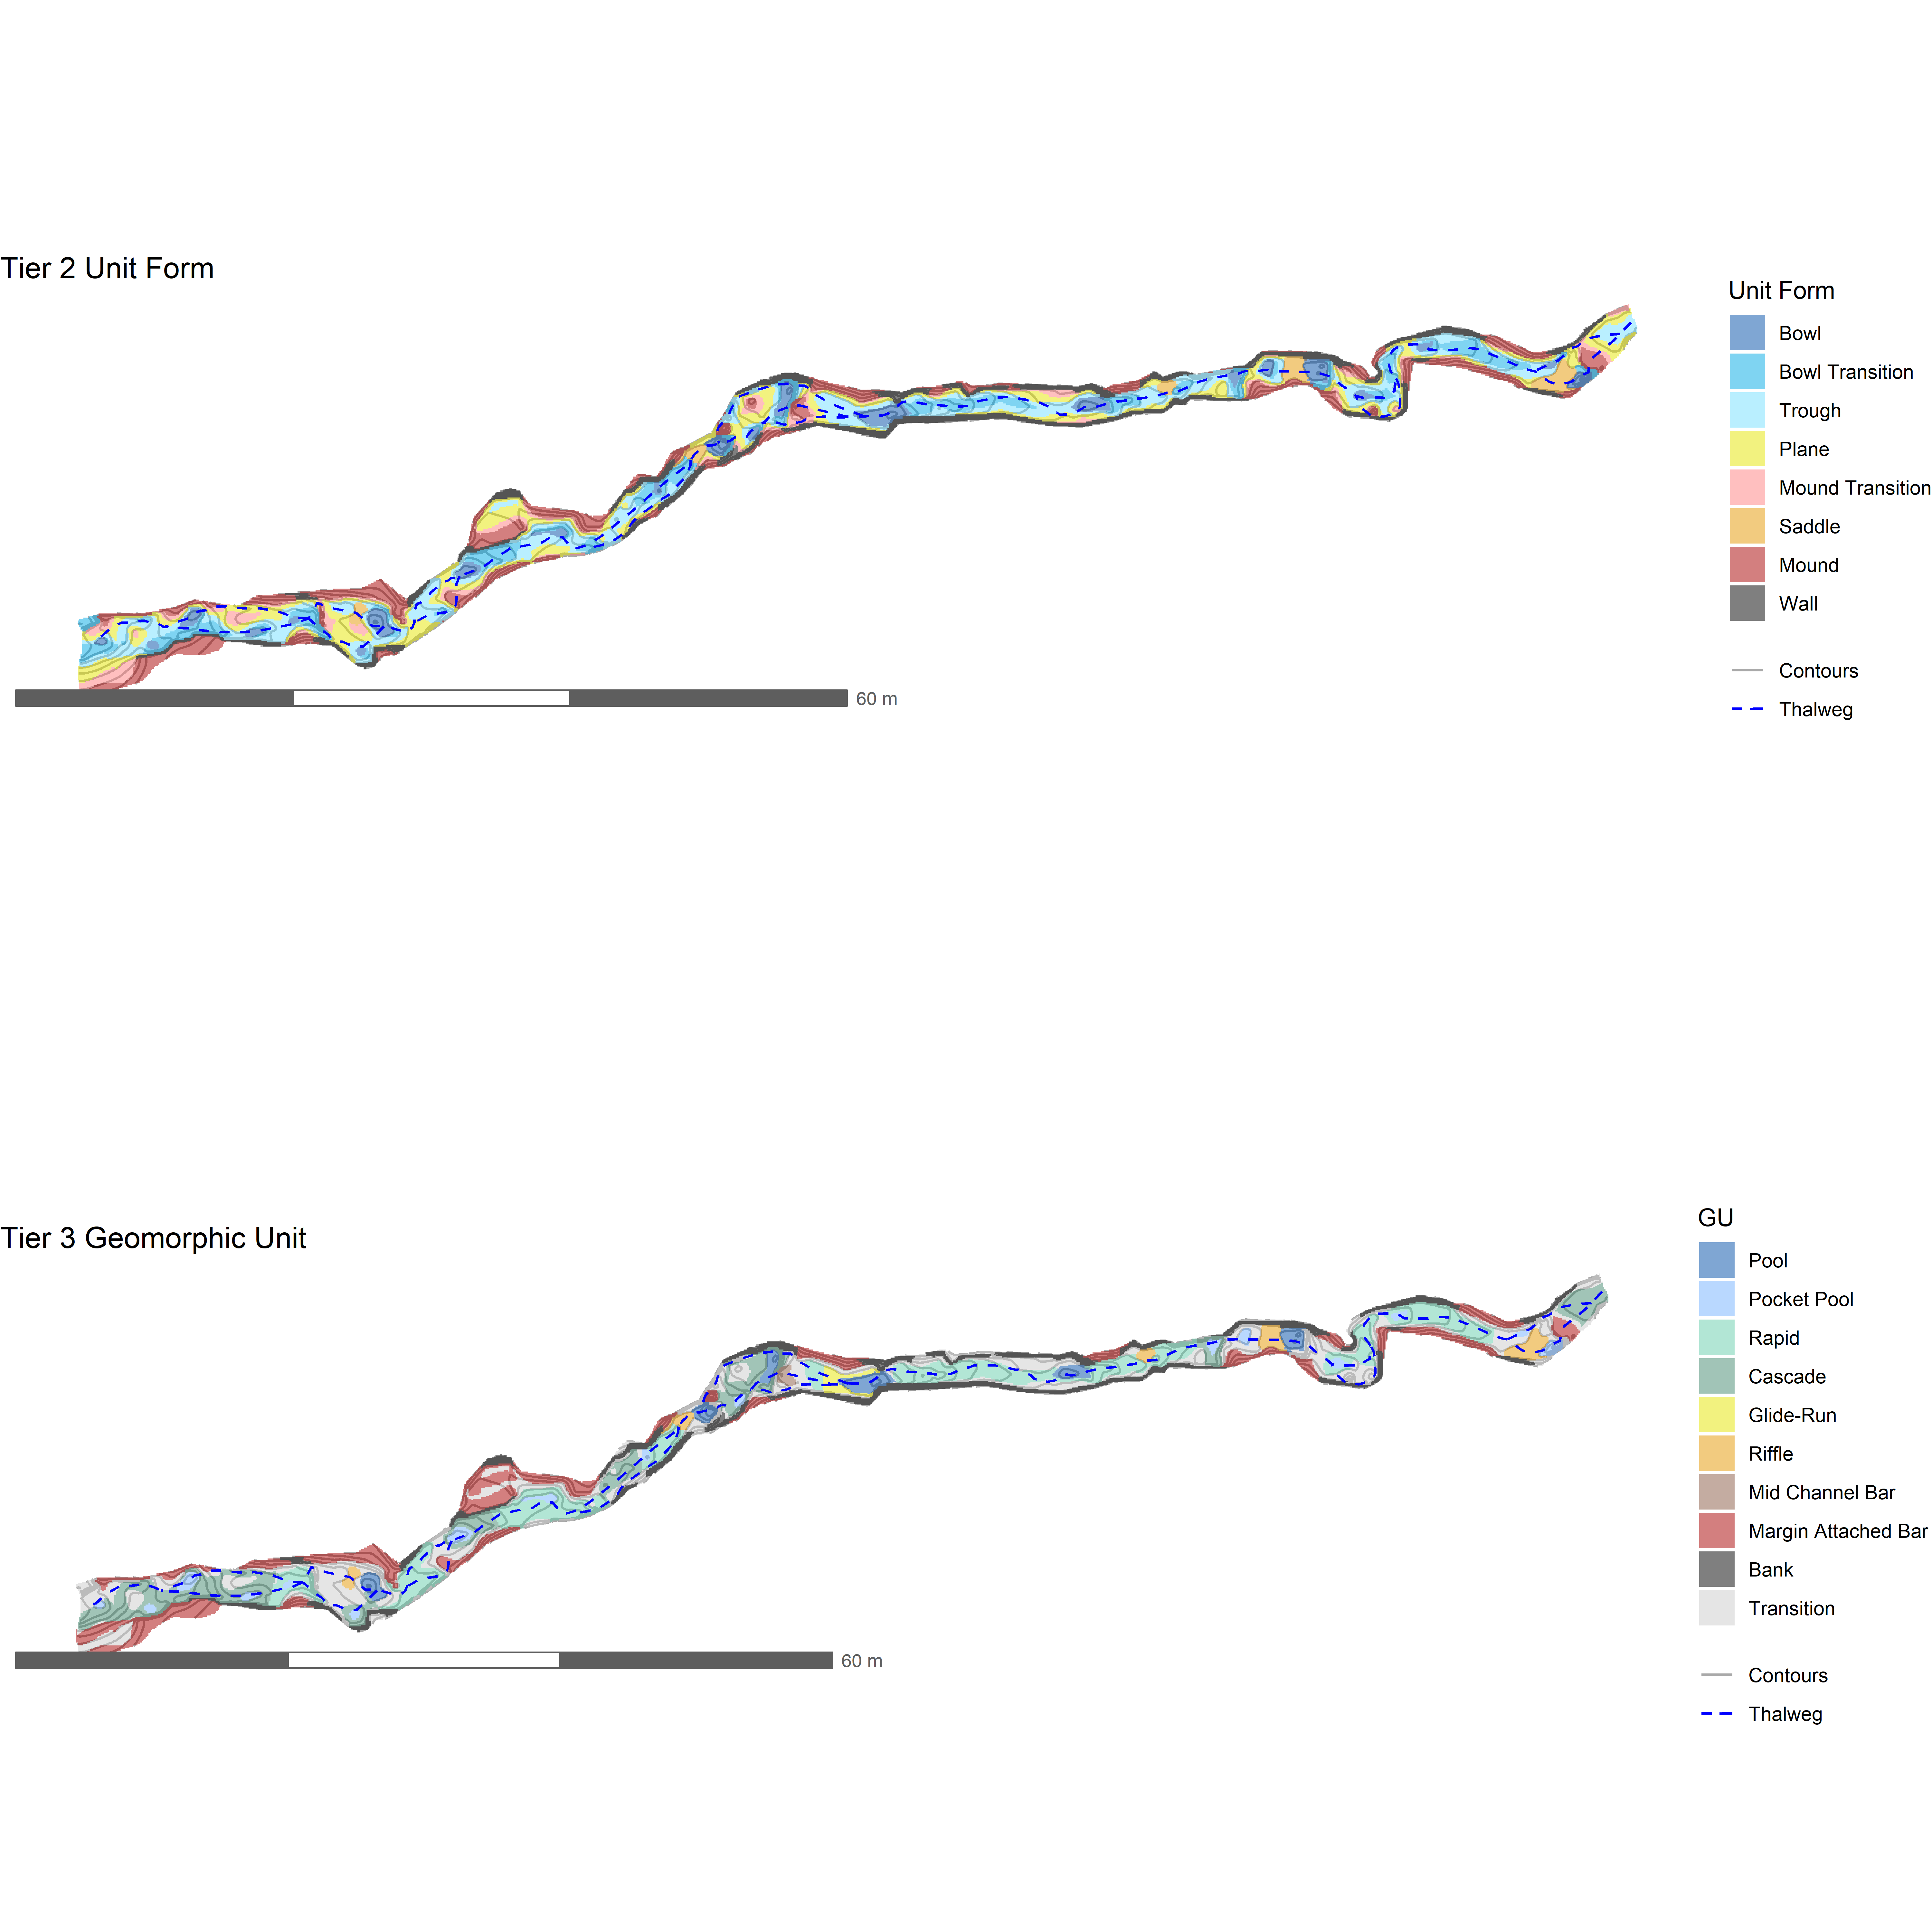 Tier 2 Unit Form
Unit Form
Bowl
Bowl Transition
Trough
Plane
Mound Transition
Saddle
Mound
Wall
Contours
Thalweg
60 m
Tier 3 Geomorphic Unit
GU
Pool
Pocket Pool
Rapid
Cascade
Glide-Run
Riffle
Mid Channel Bar
Margin Attached Bar
Bank
Transition
Contours
Thalweg
60 m